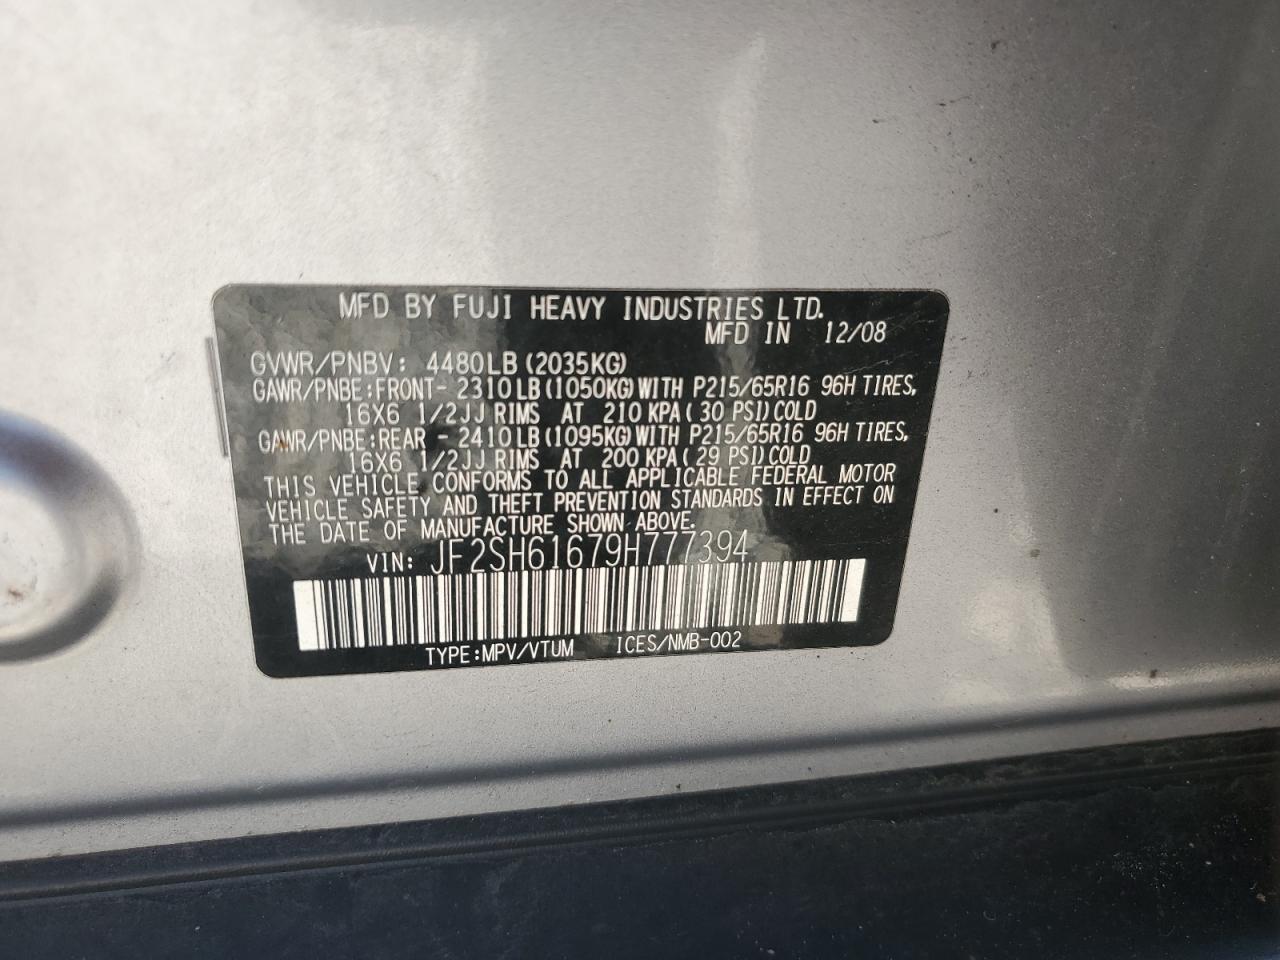 MFD BY FUJI HEAVY INDUSTRIES LTD.
MFD IN 12/08
GVWR/PNBV: 4480LB (2035KG)
GAWR/PNBE:FRONT- 2310LB(1050KG)WITH P215/65R16 96H TIRES,
16X6 1/2JJ RIMS AT 210 KPA( 30 PSI)COLD
GAWR/PNBE:REAR - 2410LB(1095KG)WITH P215/65R16 96H TIRES,
16X6 1/2JJ RIMS AT 200 KPA( 29 PSI)COLD
THIS VEHICLE CONFORMS TO ALL APPLICABLE FEDERAL MOTOR
VEHICLE SAFETY AND THEFT PREVENTION STANDARDS IN EFFECT ON
THE DATE OF MANUFACTURE SHOWN ABOVE.
VIN: JF2SH61679H777394
TYPE:MPV/VTUM ICES/NMB-002